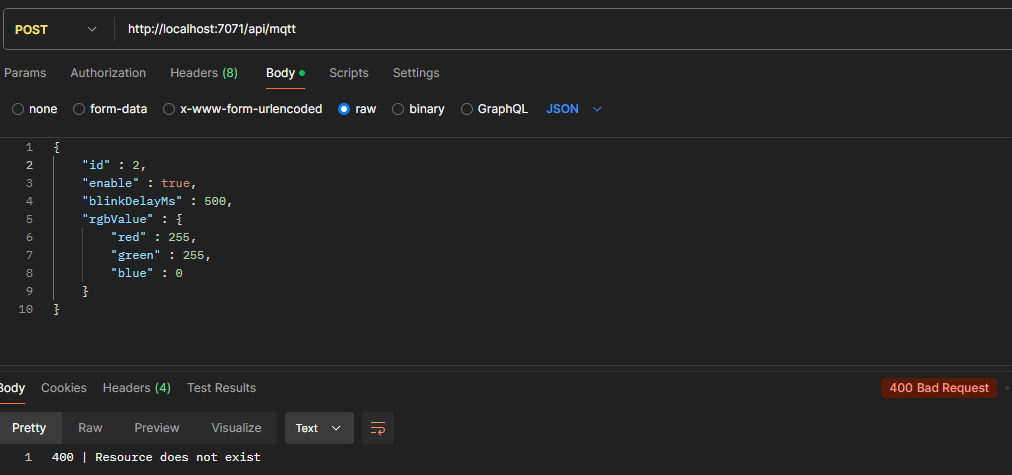 POST http://localhost:7071/api/mqtt
Params Authorization Headers (8) Body Scripts Settings
none form-data x-www-form-urlencoded raw binary GraphQL JSON
1 {
2 "id" : 2,
3 "enable" : true,
4 "blinkDelayMs" : 500,
5 "rgbValue" : {
6 "red" : 255,
7 "green" : 255,
8 "blue" : 0
9 }
10 }
Body Cookies Headers (4) Test Results 400 Bad Request
Pretty Raw Preview Visualize Text
1 400 | Resource does not exist